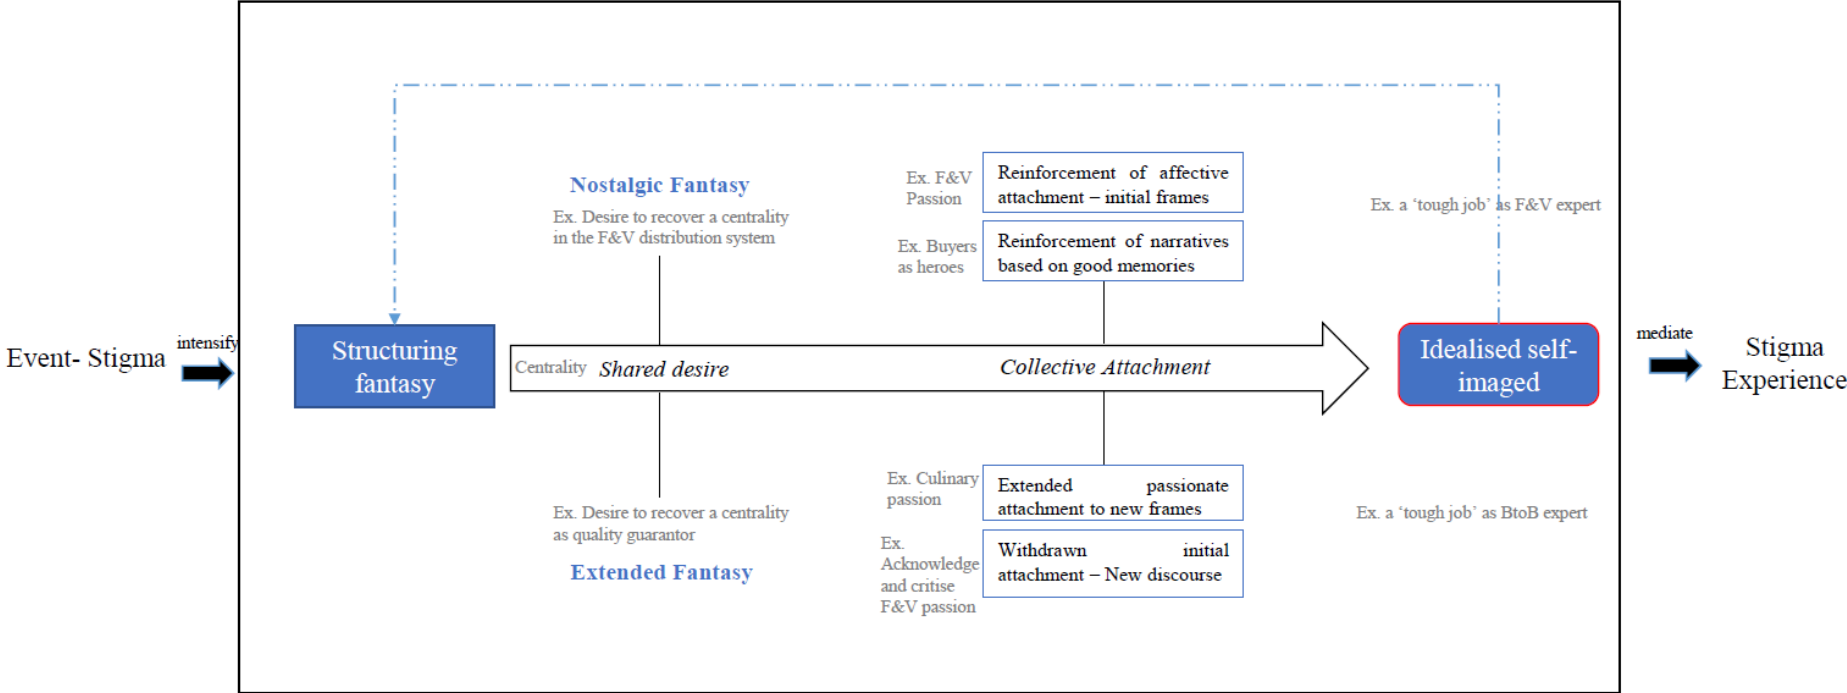 Event- Stigma
intensify
Structuring
fantasy
Nostalgic Fantasy
Ex. Desire to recover a centrality
in the F&V distribution system
Centrality
Shared desire
Ex. Desire to recover a centrality
as quality guarantor
Extended Fantasy
Ex. F&V
Passion
Reinforcement of affective
attachment – initial frames
Ex. Buyers
as heroes
Reinforcement of narratives
based on good memories
Collective Attachment
Ex. Culinary
passion
Extended passionate
attachment to new frames
Ex.
Acknowledge
and critise
F&V passion
Withdrawn initial
attachment – New discourse
Ex. a ‘tough job’ as F&V expert
Idealised self-
imaged
Ex. a ‘tough job’ as BtoB expert
mediate
Stigma
Experience